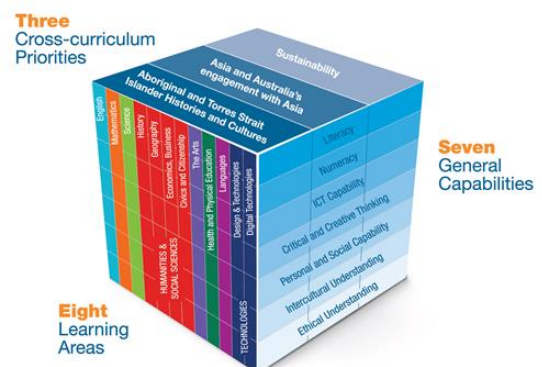 Three
Cross-curriculum
Priorities
Sustainability
Asia and Australia's
engagement with Asia
Aboriginal and Torres Strait
Islander Histories and Cultures
English
Mathematics
Science
History
Geography
Economics, Business
Civics and Citizenship
HUMANITIES &
SOCIAL SCIENCES
The Arts
Health and Physical Education
Languages
Design & Technologies
Digital Technologies
TECHNOLOGIES
Literacy
Numeracy
ICT Capability
Critical and Creative Thinking
Personal and Social Capability
Intercultural Understanding
Ethical Understanding
Seven
General
Capabilities
Eight
Learning
Areas